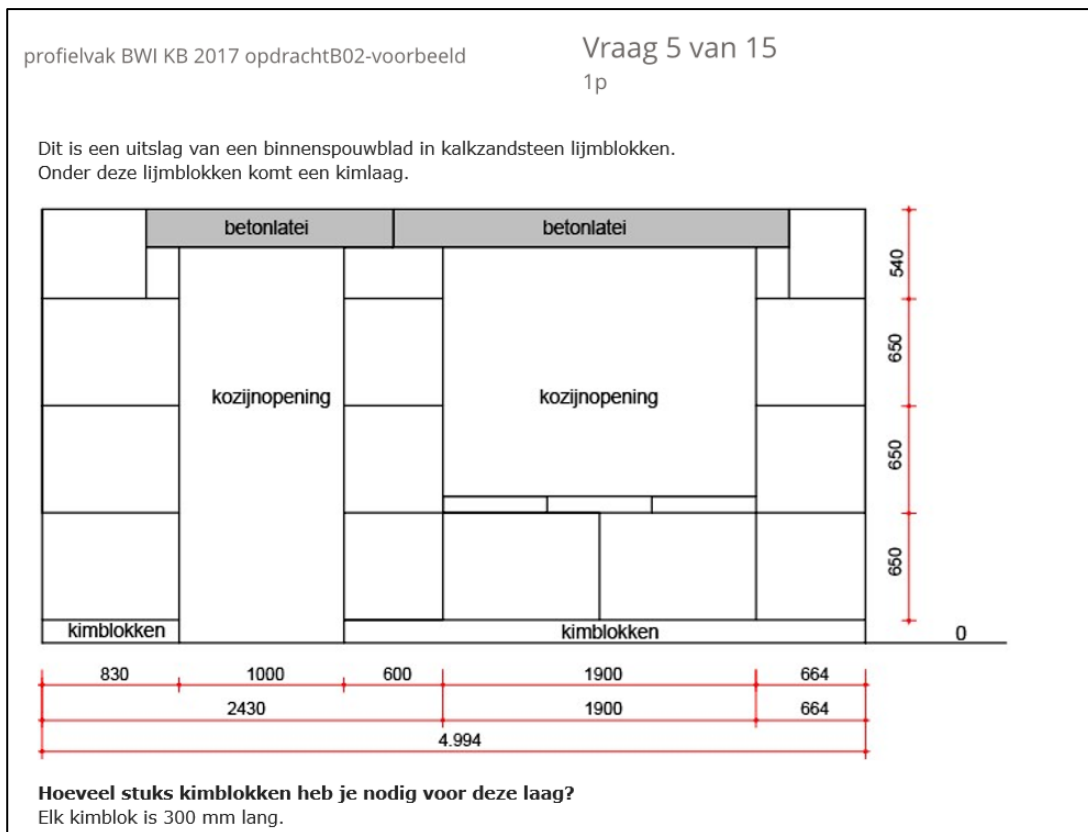 profielvak BWI KB 2017 opdrachtB02-voorbeeld
Vraag 5 van 15
1p
Dit is een uitslag van een binnenspouwblad in kalkzandsteen lijmblokken.
Onder deze lijmblokken komt een kimlaag.
betonlatei
betonlatei
540
650
kozijnopening
kozijnopening
650
650
kimblokken
kimblokken
0
830
1000
600
1900
664
2430
1900
664
4.994
Hoeveel stuks kimblokken heb je nodig voor deze laag?
Elk kimblok is 300 mm lang.